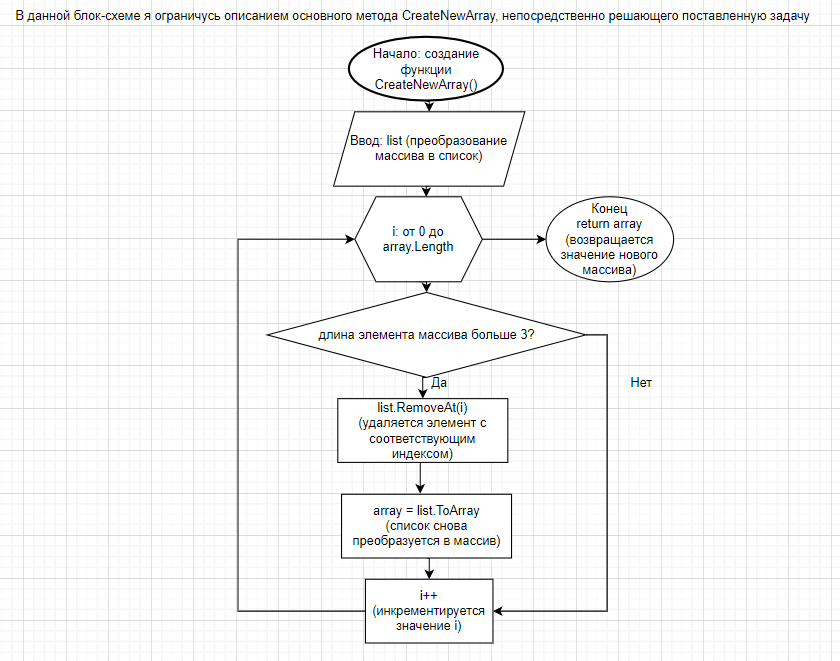 В данной блок-схеме я ограничусь описанием основного метода CreateNewArray, непосредственно решающего поставленную задачу
Начало: создание
функции
CreateNewArray()
Ввод: list (преобразование
массива в список)
i: от 0 до
array.Length
Конец
return array
(возвращается
значение нового
массива)
длина элемента массива больше 3?
Да
Нет
list.RemoveAt(i)
(удаляется элемент с
соответствующим
индексом)
array = list.ToArray
(список снова
преобразуется в массив)
i++
(инкрементируется
значение i)